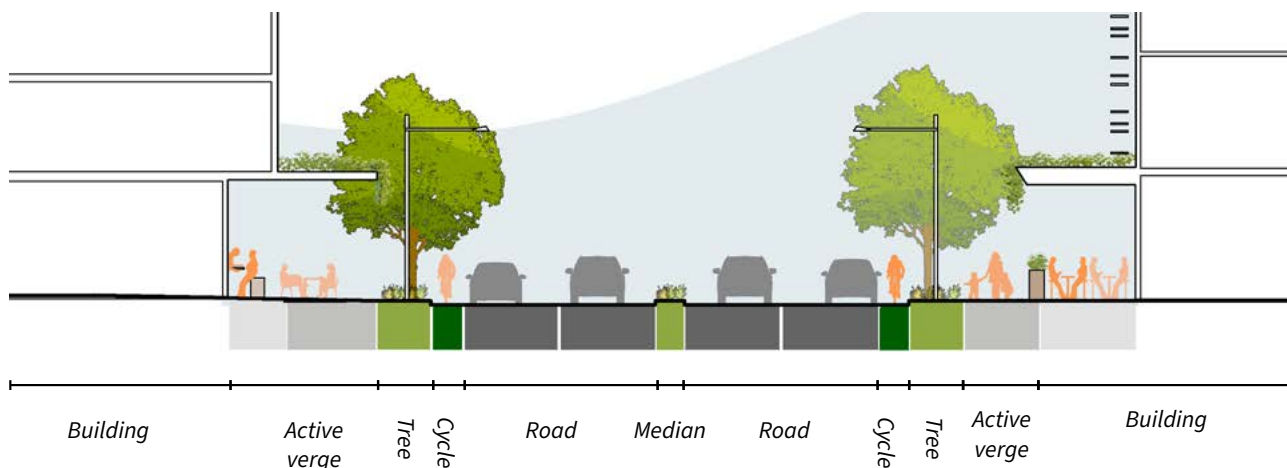 Building
Active
verge
Tree
Cycle
Road
Median
Road
Cycle
Tree
Active
verge
Building